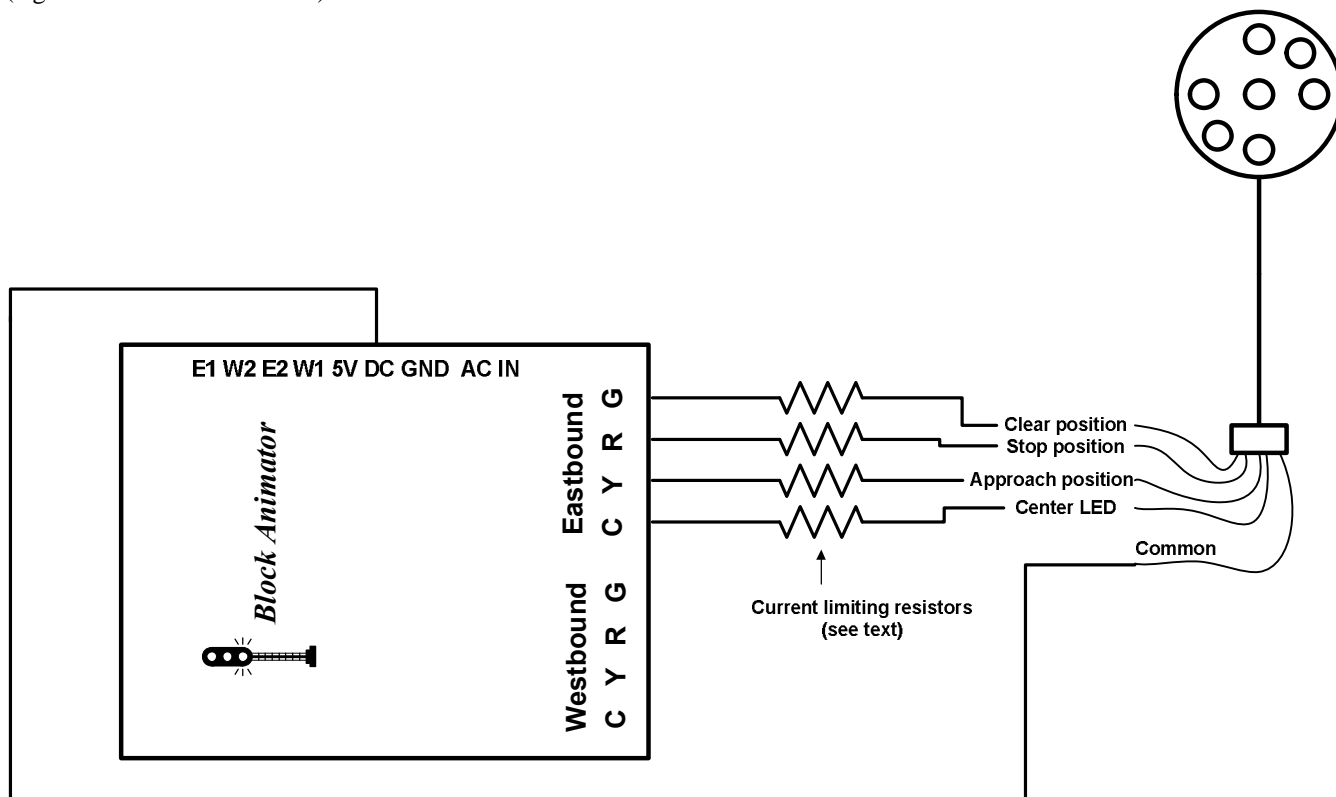 E1 W2 E2 W1 5V DC GND AC IN
Block Animator
Eastbound
C Y R G
Westbound
C Y R G
Clear position
Stop position
Approach position
Center LED
Common
Current limiting resistors
(see text)